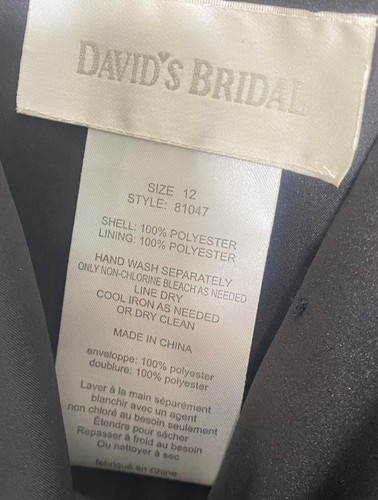 DAVID'S BRIDAL
SIZE 12
STYLE: 81047
SHELL: 100% POLYESTER
LINING: 100% POLYESTER
HAND WASH SEPARATELY
ONLY NON-CHLORINE BLEACH AS NEEDED
LINE DRY
COOL IRON AS NEEDED
OR DRY CLEAN
MADE IN CHINA
enveloppe: 100% polyester
doublure: 100% polyester
Laver à la main séparément
blanchir avec un agent
non chloré au besoin seulement
Étendre pour sécher
Repasser à froid au besoin
Ou nettoyer à sec
fabriqué en Chine